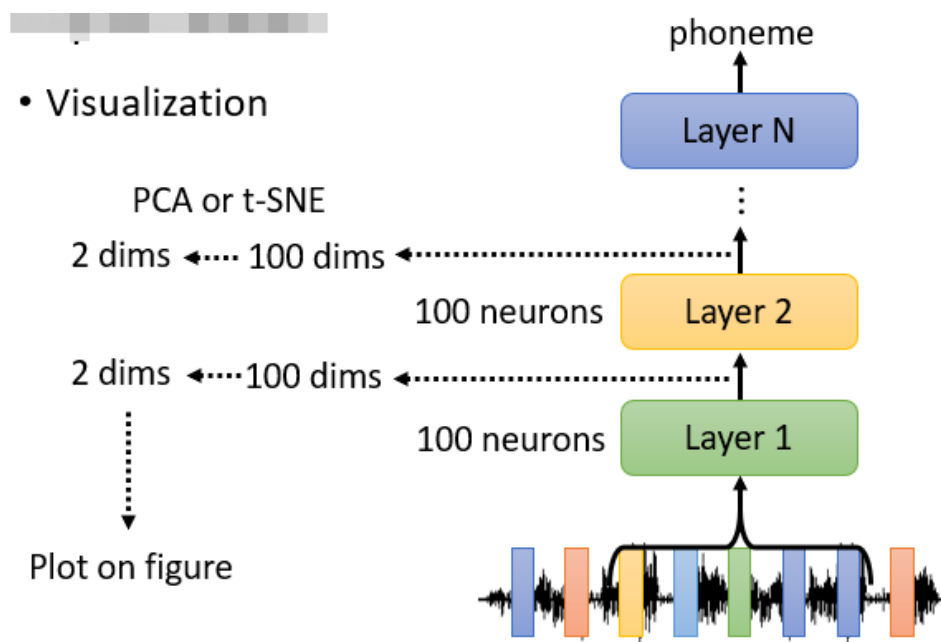 phoneme
• Visualization
Layer N
PCA or t-SNE
2 dims 100 dims
100 neurons Layer 2
2 dims 100 dims
100 neurons Layer 1
Plot on figure